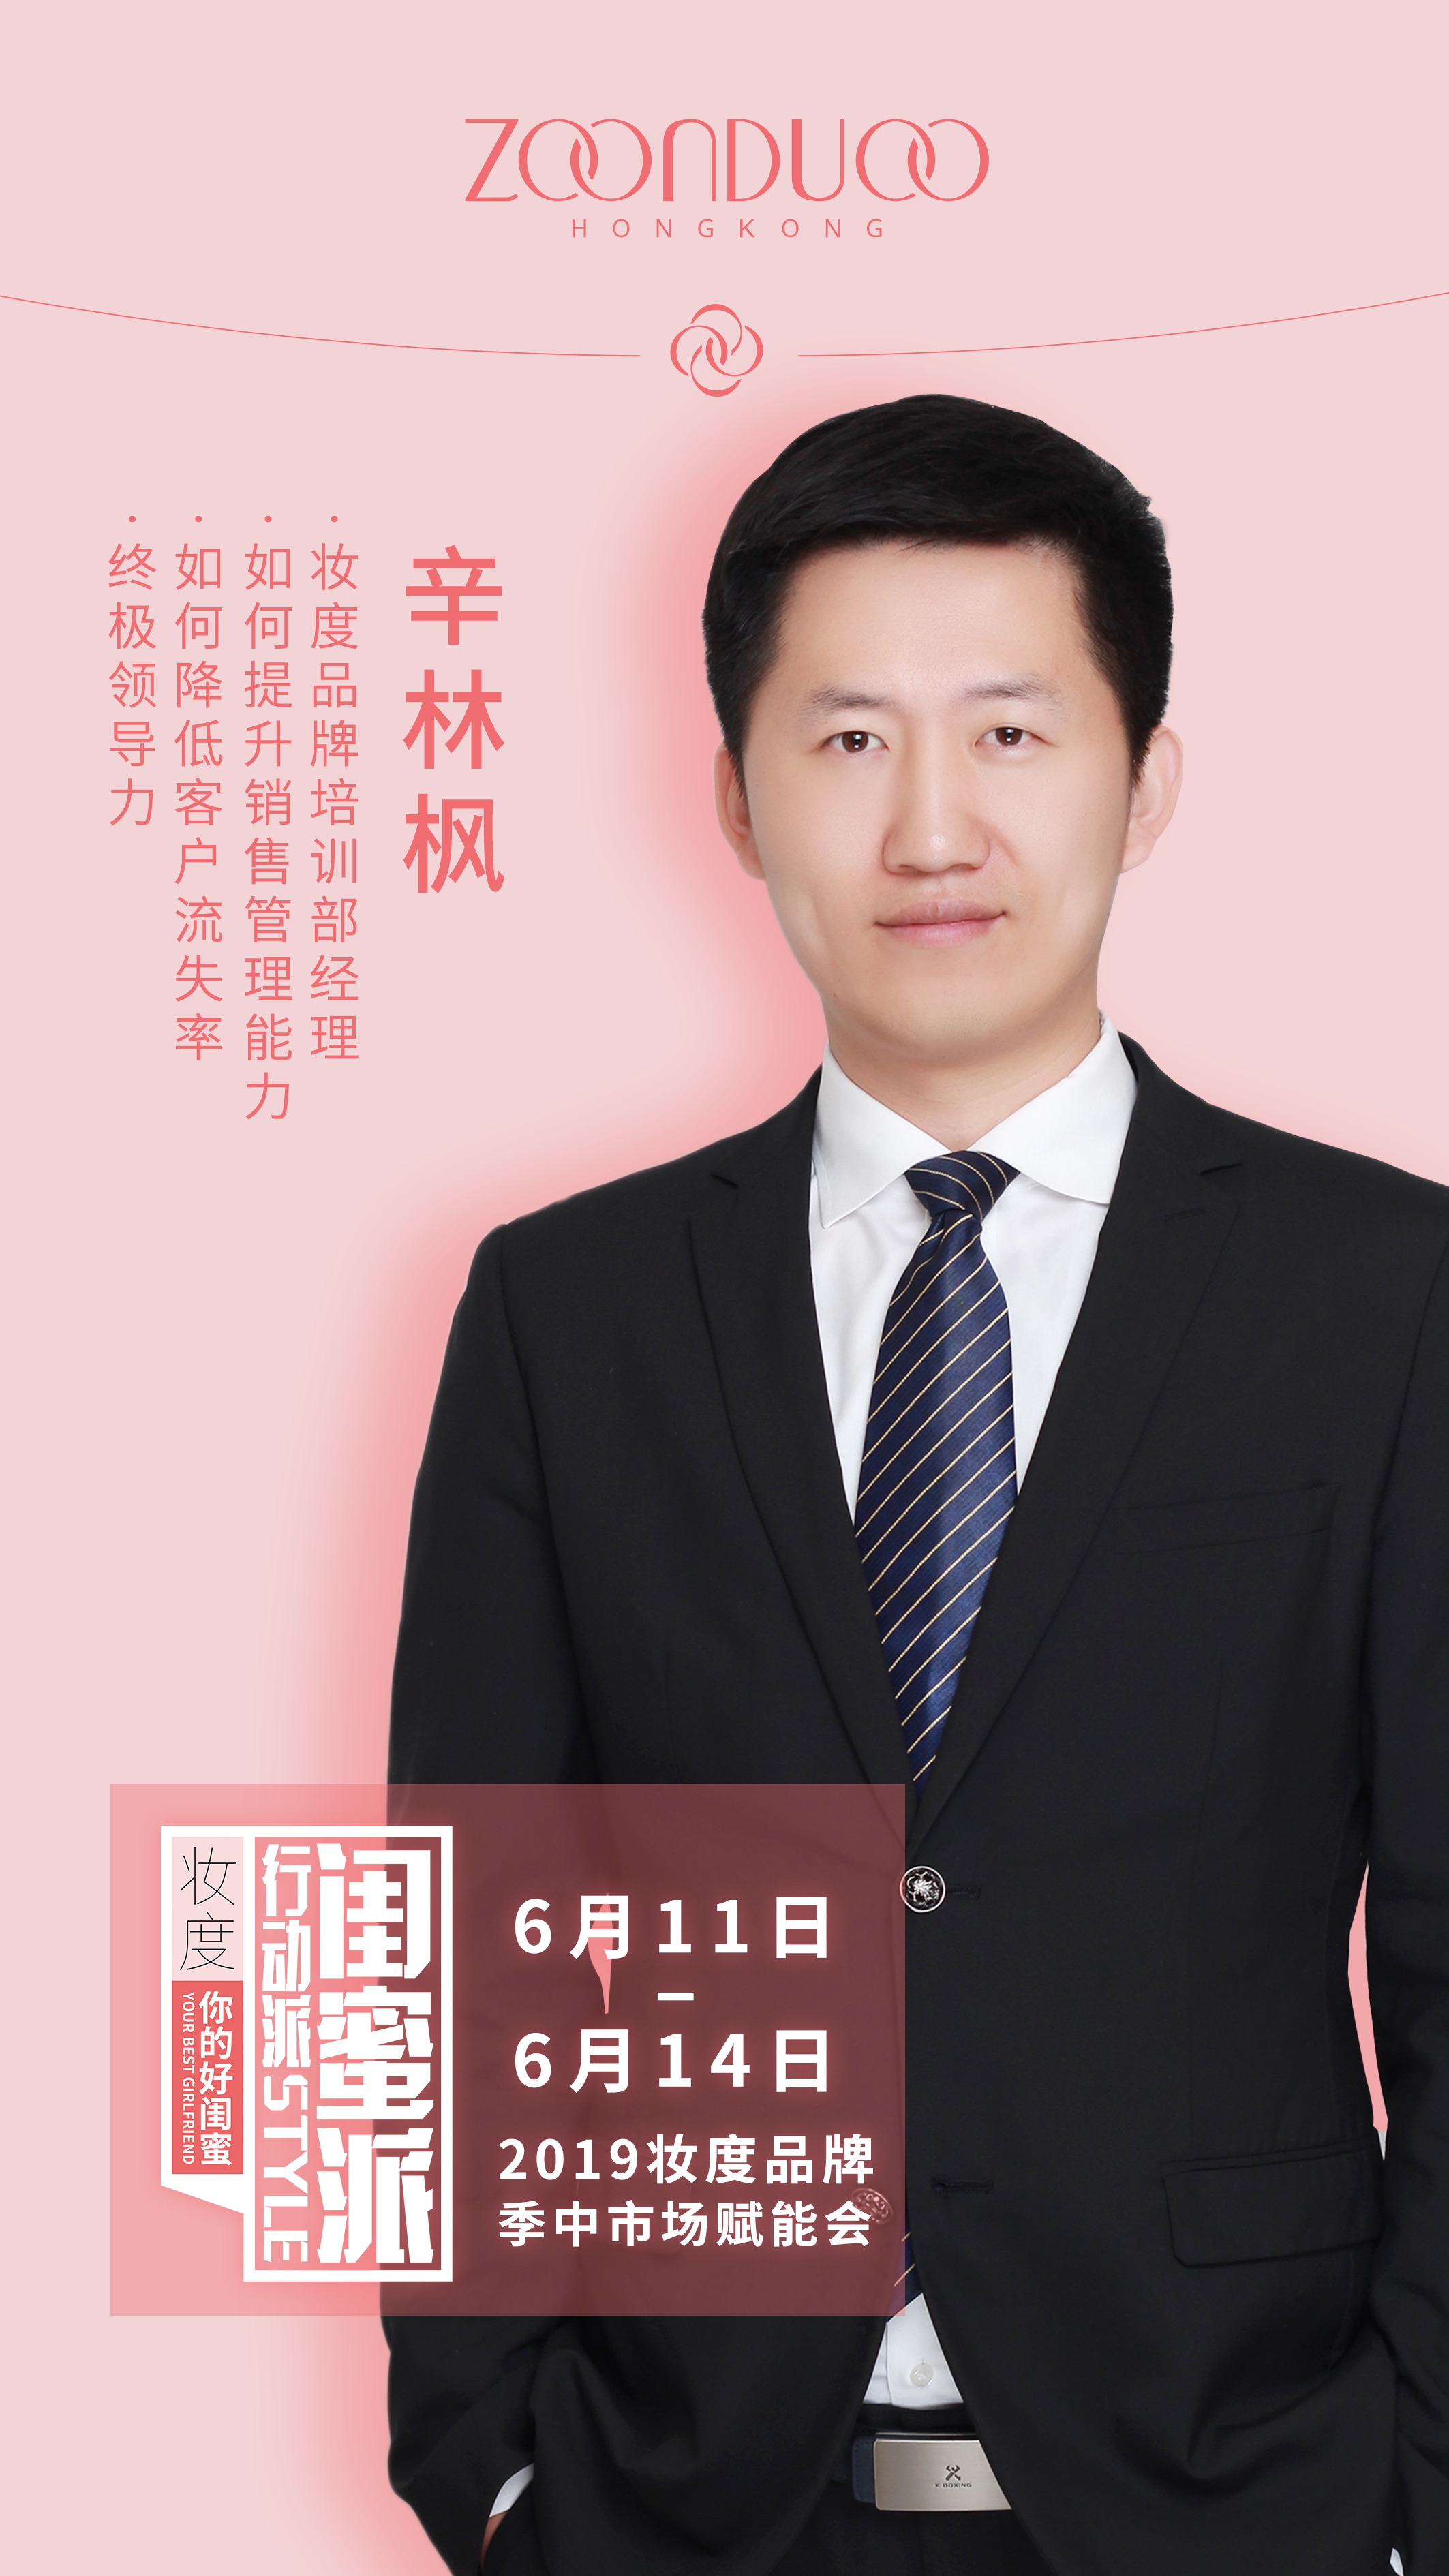 ZOONDUOO
HONGKONG
辛林枫
·妆度品牌培训部经理
·如何提升销售管理能力
·如何降低客户流失率
·终极领导力
闺蜜派
行动派STYLE
妆度
你的好闺蜜
YOUR BEST GIRLFRIEND
6月11日
—
6月14日
2019妆度品牌
季中市场赋能会
K-BOXING